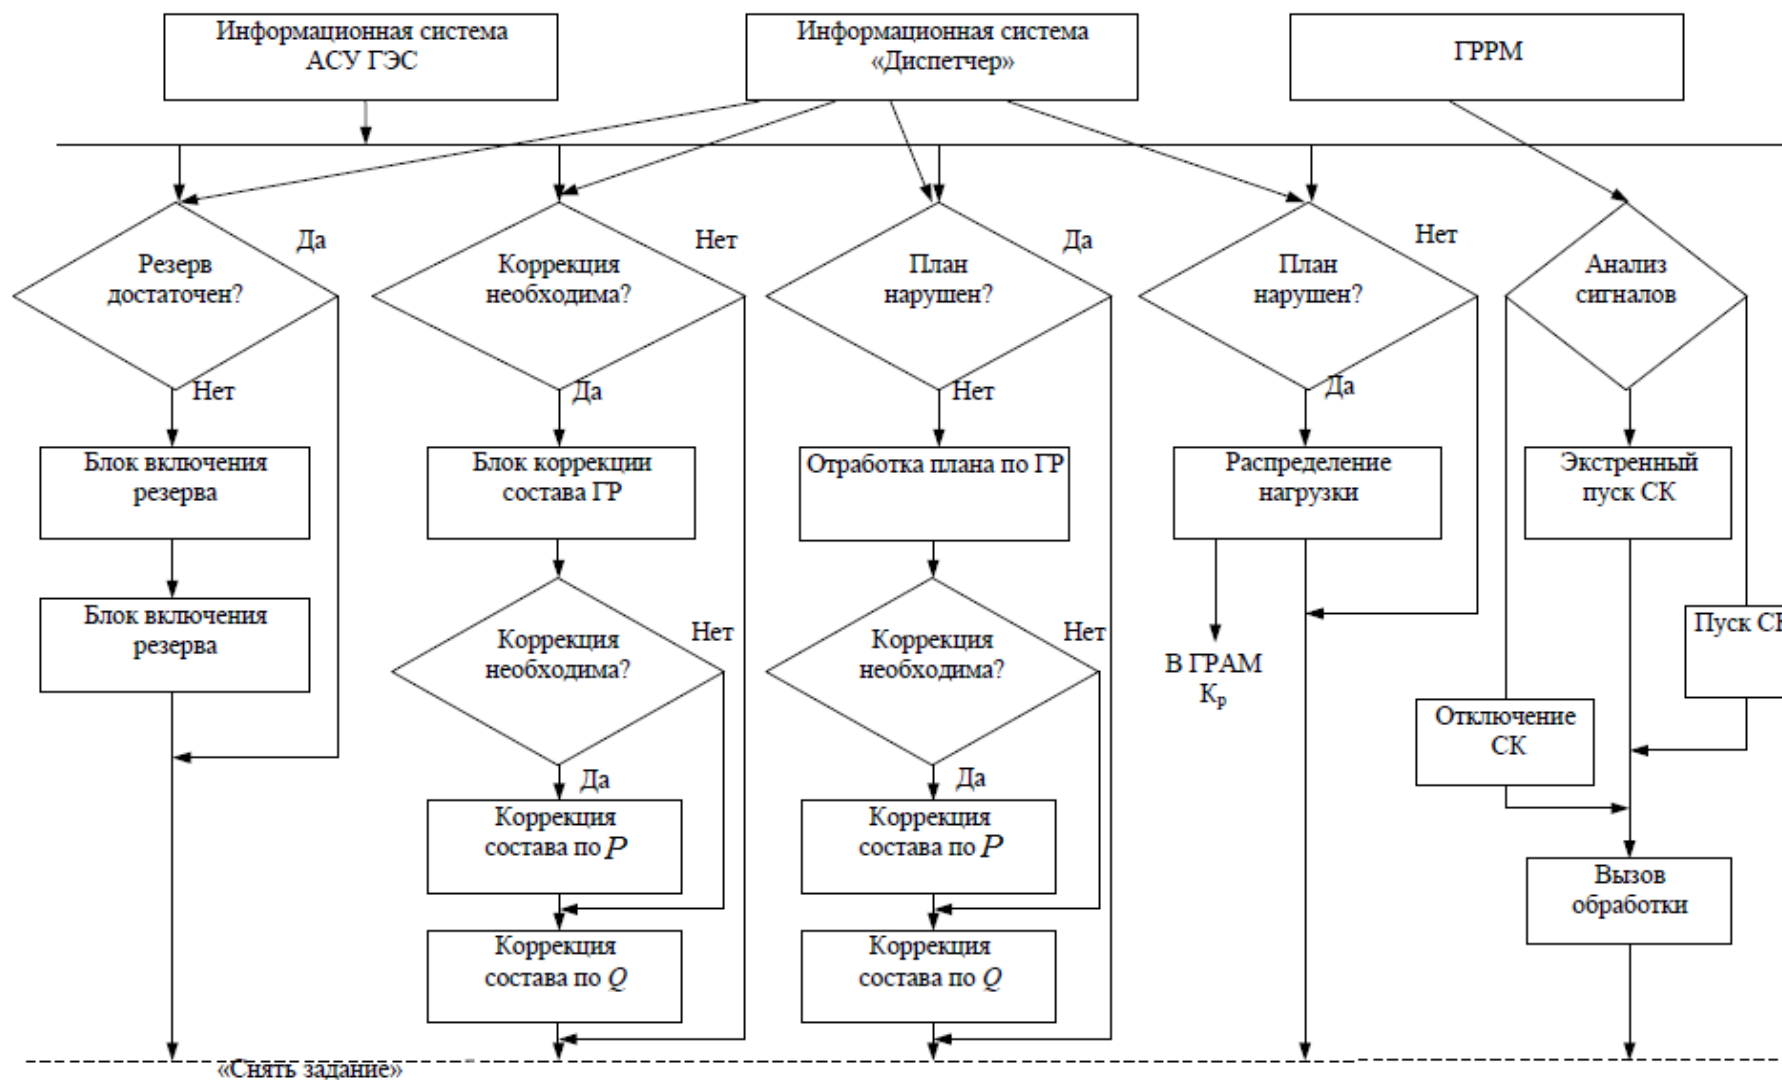 Информационная система
АСУ ГЭС
Информационная система
«Диспетчер»
ГРРМ
Да
Нет
Да
Нет
Резерв
достаточен?
Коррекция
необходима?
План
нарушен?
План
нарушен?
Анализ
сигналов
Нет
Да
Нет
Да
Блок включения
резерва
Блок коррекции
состава ГР
Отработка плана по ГР
Распределение
нагрузки
Экстренный
пуск СК
Блок включения
резерва
Коррекция
необходима?
Нет
Коррекция
необходима?
Нет
В ГРАМ
Кр
Пуск СК
Отключение
СК
Да
Да
Коррекция
состава по P
Коррекция
состава по P
Вызов
обработки
Коррекция
состава по Q
Коррекция
состава по Q
«Снять задание»